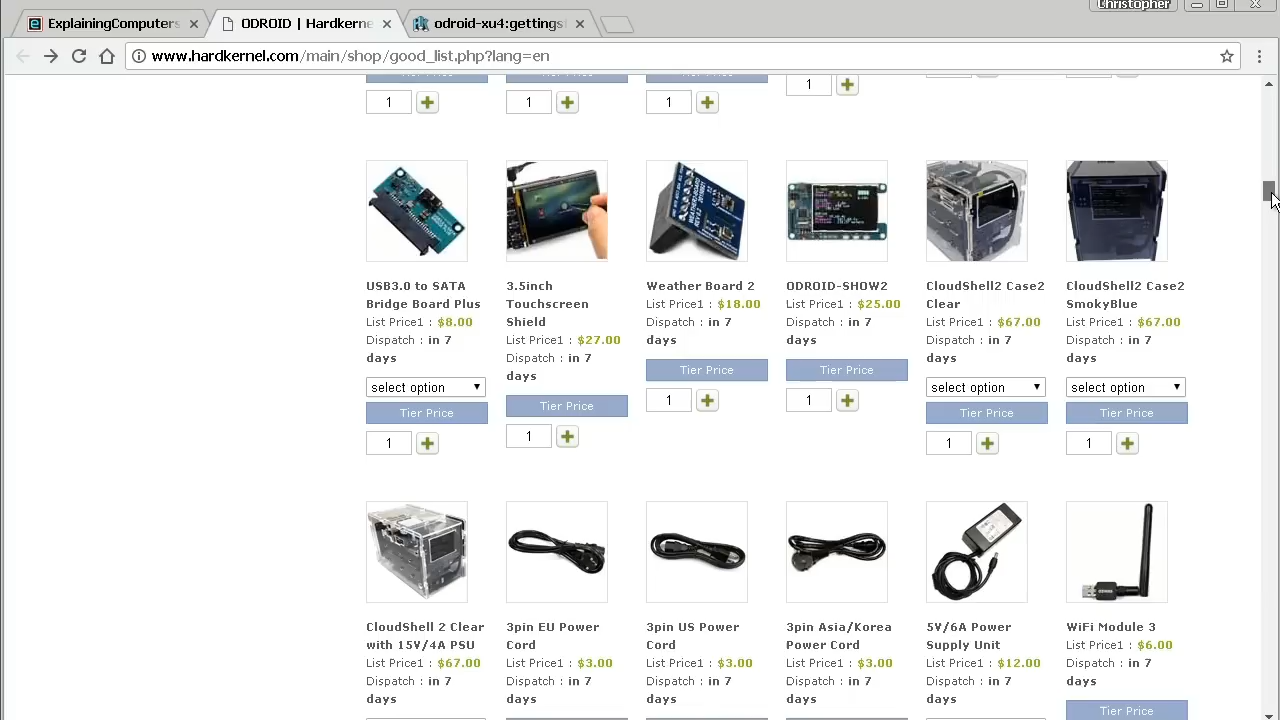 Christopher
ExplainingComputers
ODROID | Hardkerne
odroid-xu4:gettings
www.hardkernel.com/main/shop/good_list.php?lang=en
1
1
1
1
USB3.0 to SATA
Bridge Board Plus
List Price1 : $8.00
Dispatch : in 7
days
select option
Tier Price
1
3.5inch
Touchscreen
Shield
List Price1 : $27.00
Dispatch : in 7
days
Tier Price
1
Weather Board 2
List Price1 : $18.00
Dispatch : in 7
days
Tier Price
1
ODROID-SHOW2
List Price1 : $25.00
Dispatch : in 7
days
Tier Price
1
CloudShell2 Case2
Clear
List Price1 : $67.00
Dispatch : in 7
days
select option
Tier Price
1
CloudShell2 Case2
SmokyBlue
List Price1 : $67.00
Dispatch : in 7
days
select option
Tier Price
1
CloudShell 2 Clear
with 15V/4A PSU
List Price1 : $67.00
Dispatch : in 7
days
3pin EU Power
Cord
List Price1 : $3.00
Dispatch : in 7
days
3pin US Power
Cord
List Price1 : $3.00
Dispatch : in 7
days
3pin Asia/Korea
Power Cord
List Price1 : $3.00
Dispatch : in 7
days
5V/6A Power
Supply Unit
List Price1 : $12.00
Dispatch : in 7
days
WiFi Module 3
List Price1 : $6.00
Dispatch : in 7
days
Tier Price